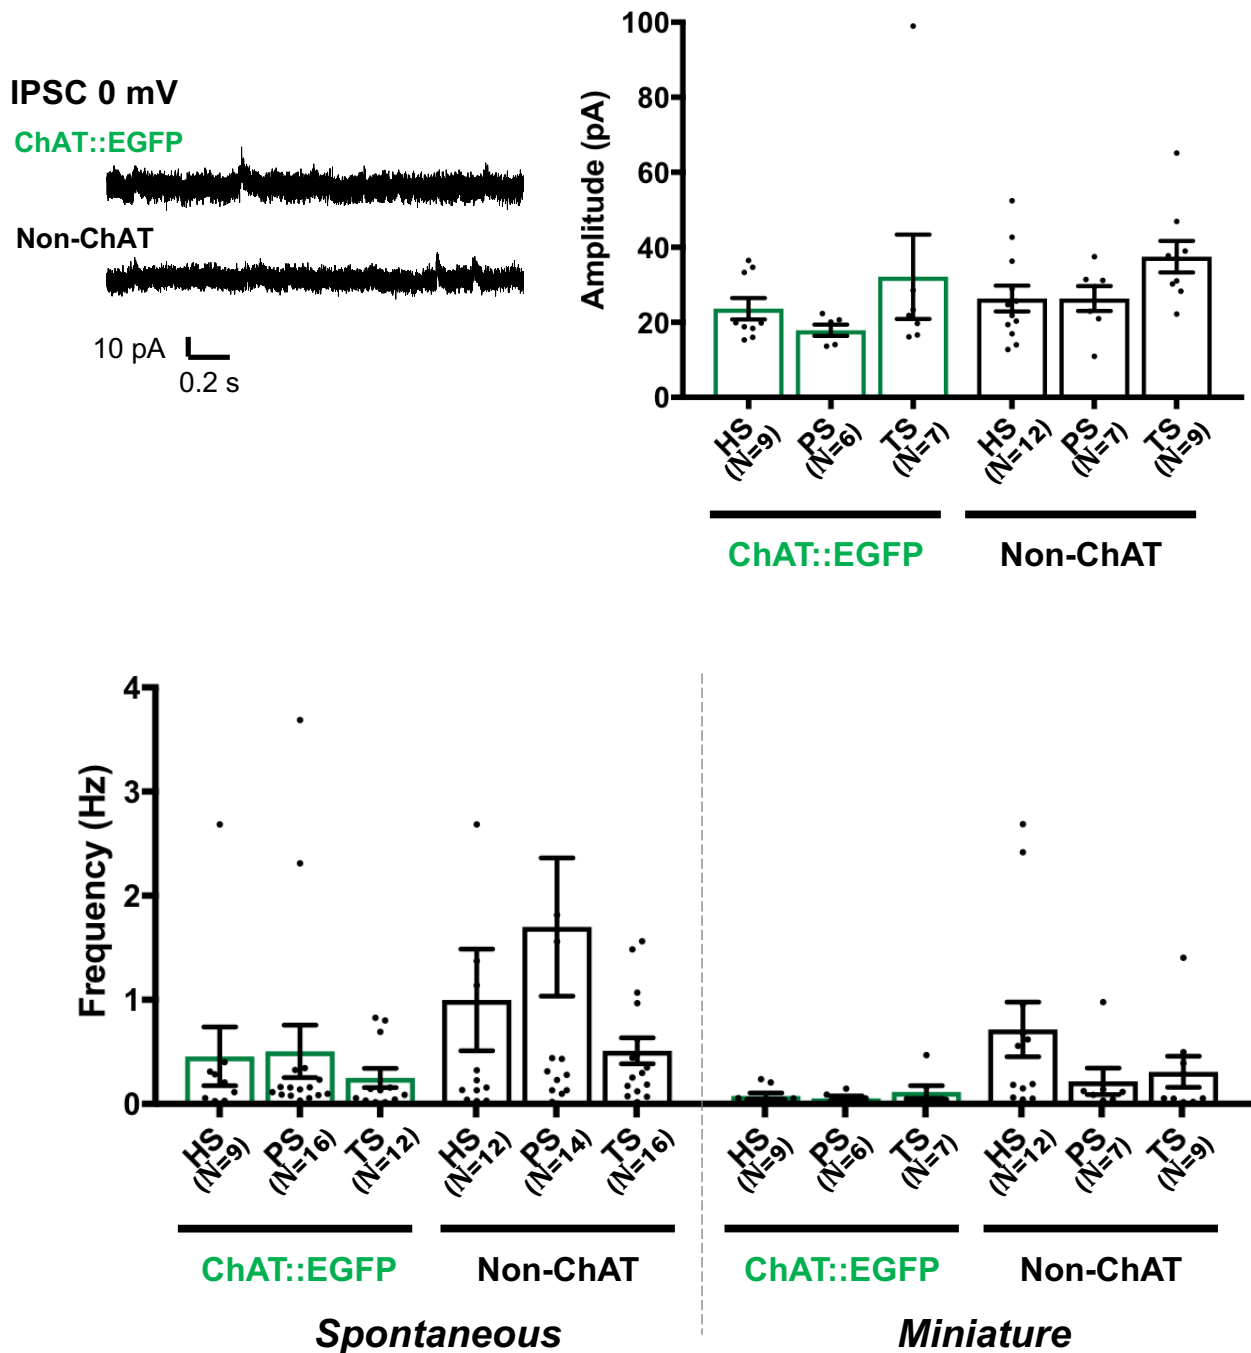 IPSC 0 mV
ChAT::EGFP
Non-ChAT
10 pA
0.2 s
Amplitude (pA)
100
80
60
40
20
0
HS
(N=9)
PS
(N=6)
TS
(N=7)
HS
(N=12)
PS
(N=7)
TS
(N=9)
ChAT::EGFP
Non-ChAT
Frequency (Hz)
4
3
2
1
0
HS
(N=9)
PS
(N=16)
TS
(N=12)
HS
(N=12)
PS
(N=14)
TS
(N=16)
HS
(N=9)
PS
(N=6)
TS
(N=7)
HS
(N=12)
PS
(N=7)
TS
(N=9)
ChAT::EGFP
Non-ChAT
ChAT::EGFP
Non-ChAT
Spontaneous
Miniature